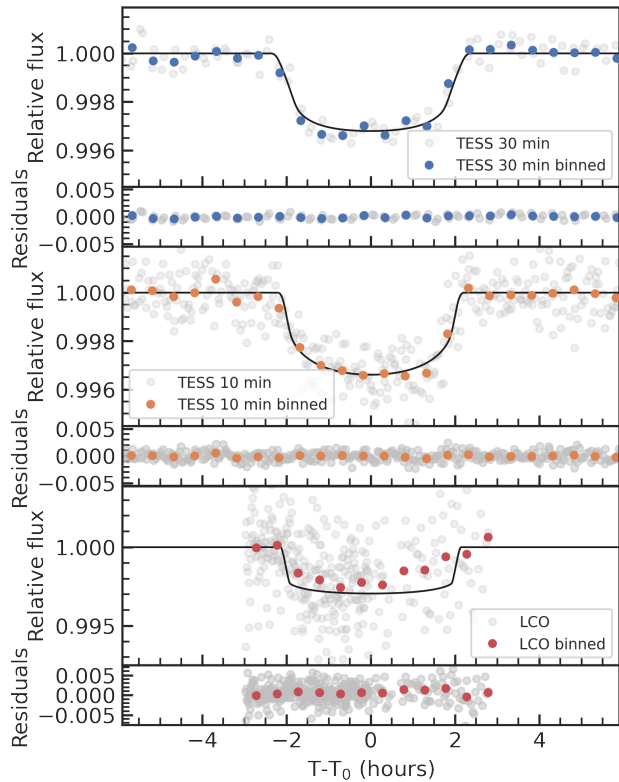 Relative flux
1.000
0.998
0.996
TESS 30 min
TESS 30 min binned
Residuals
0.005
0.000
−0.005
Relative flux
1.000
0.998
0.996
TESS 10 min
TESS 10 min binned
Residuals
0.005
0.000
−0.005
Relative flux
1.000
0.995
LCO
LCO binned
Residuals
0.005
0.000
−0.005
−4 −2 0 2 4
T-T₀ (hours)